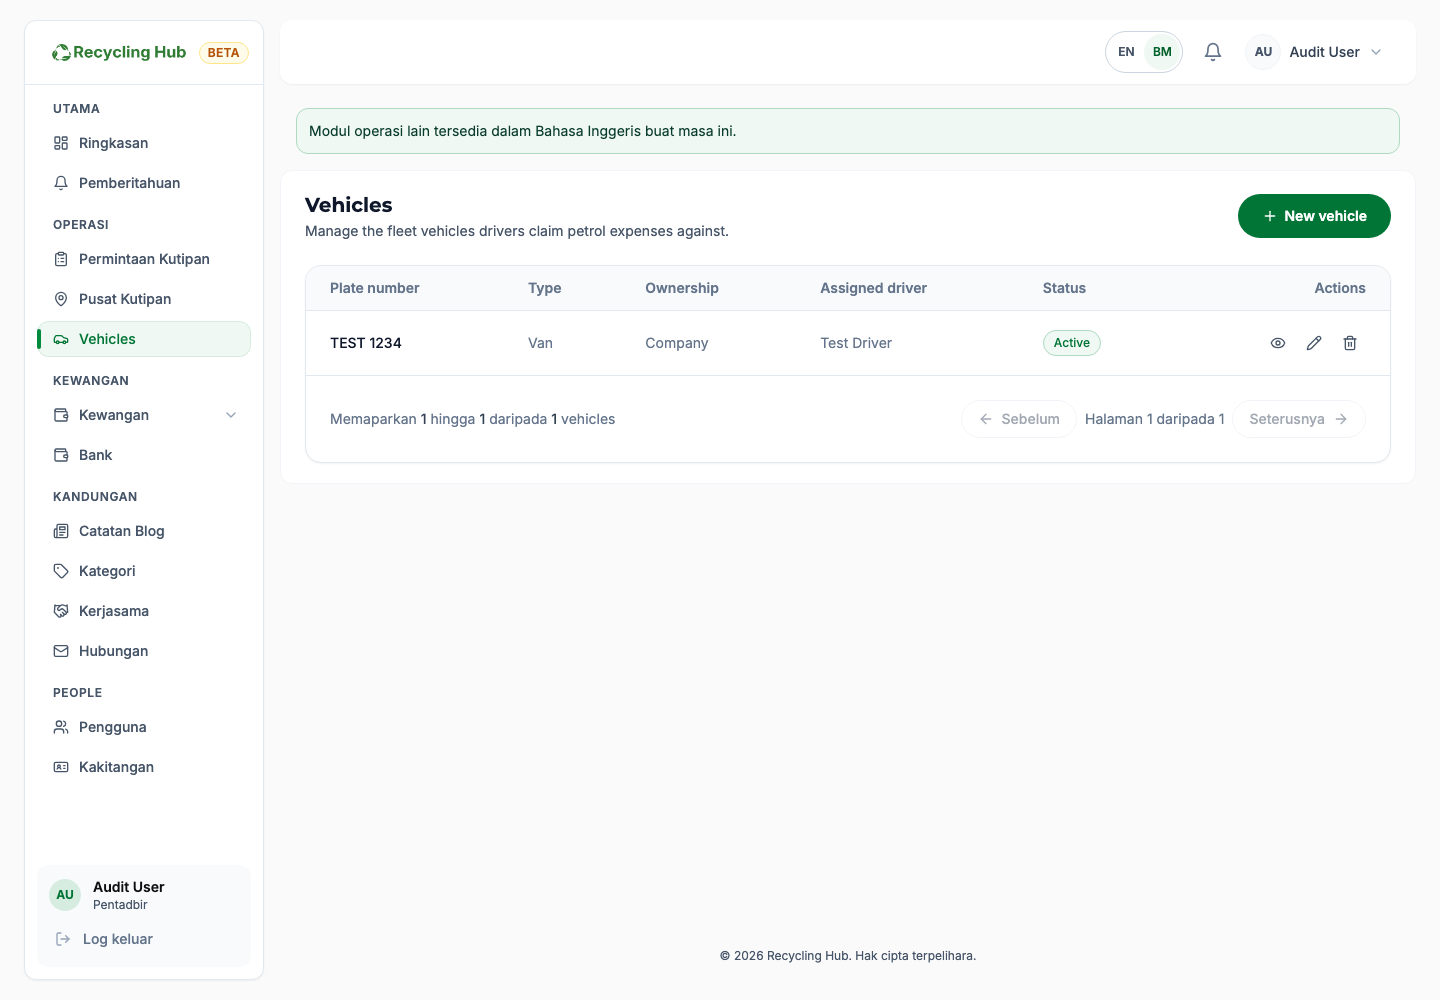 Recycling Hub BETA
UTAMA
Ringkasan
Pemberitahuan
OPERASI
Permintaan Kutipan
Pusat Kutipan
Vehicles
KEWANGAN
Kewangan
Bank
KANDUNGAN
Catatan Blog
Kategori
Kerjasama
Hubungan
PEOPLE
Pengguna
Kakitangan
AU Audit User
Pentadbir
Log keluar
EN BM AU Audit User
Modul operasi lain tersedia dalam Bahasa Inggeris buat masa ini.
Vehicles
Manage the fleet vehicles drivers claim petrol expenses against.
New vehicle
Plate number Type Ownership Assigned driver Status Actions
TEST 1234 Van Company Test Driver Active
Memaparkan 1 hingga 1 daripada 1 vehicles Sebelum Halaman 1 daripada 1 Seterusnya
© 2026 Recycling Hub. Hak cipta terpelihara.